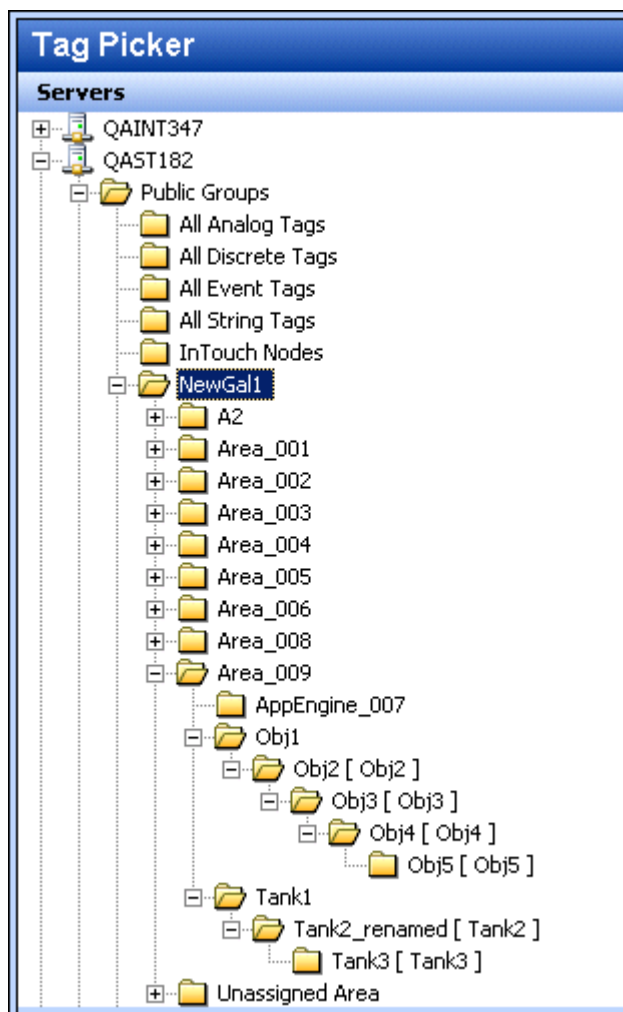 Tag Picker
Servers
QAINT347
QAST182
Public Groups
All Analog Tags
All Discrete Tags
All Event Tags
All String Tags
InTouch Nodes
NewGal1
A2
Area_001
Area_002
Area_003
Area_004
Area_005
Area_006
Area_008
Area_009
AppEngine_007
Obj1
Obj2 [ Obj2 ]
Obj3 [ Obj3 ]
Obj4 [ Obj4 ]
Obj5 [ Obj5 ]
Tank1
Tank2_renamed [ Tank2 ]
Tank3 [ Tank3 ]
Unassigned Area